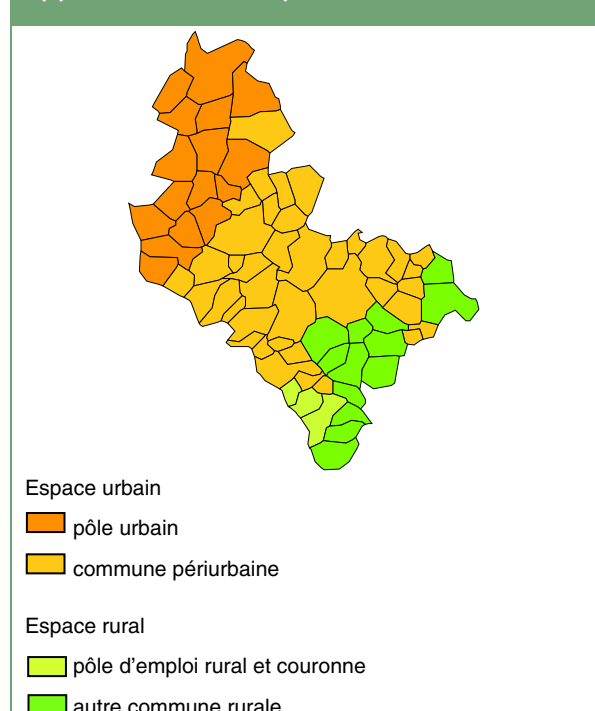 Espace urbain
pôle urbain
commune périurbaine
Espace rural
pôle d'emploi rural et couronne
autre commune rurale